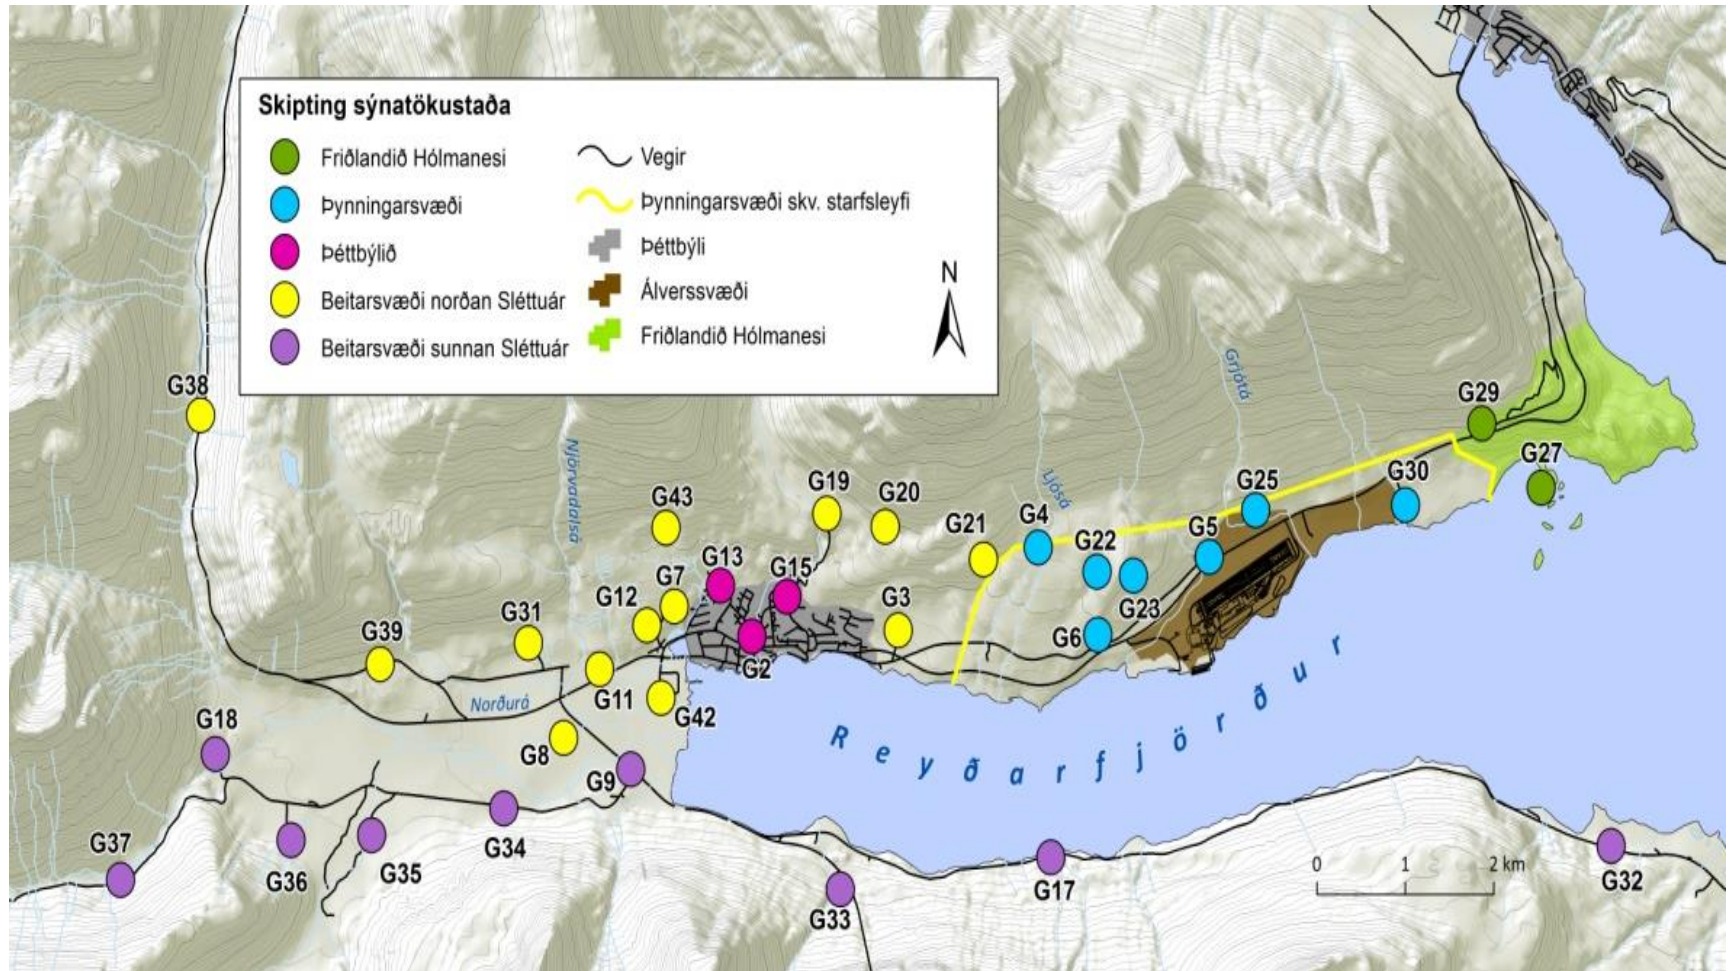 Skipting sýnatökustaða
Friðlandið Hólmanesi
Þynningarsvæði
Þéttbýlið
Beitarsvæði norðan Sléttuár
Beitarsvæði sunnan Sléttuár
Vegir
Þynningarsvæði skv. starfsleyfi
Þéttbýli
Álverssvæði
Friðlandið Hólmanesi
N
G38
G29
G27
G30
G25
G19
G20
G43
G21
G4
G5
G22
G23
G6
G3
G13
G15
G7
G12
G2
G31
G39
G11
G42
G8
G18
G9
G37
G36
G35
G34
G33
G17
G32
Njörvadalsá
Ljósá
Grjótá
Norðurá
Reyðarfjörður
0 1 2 km